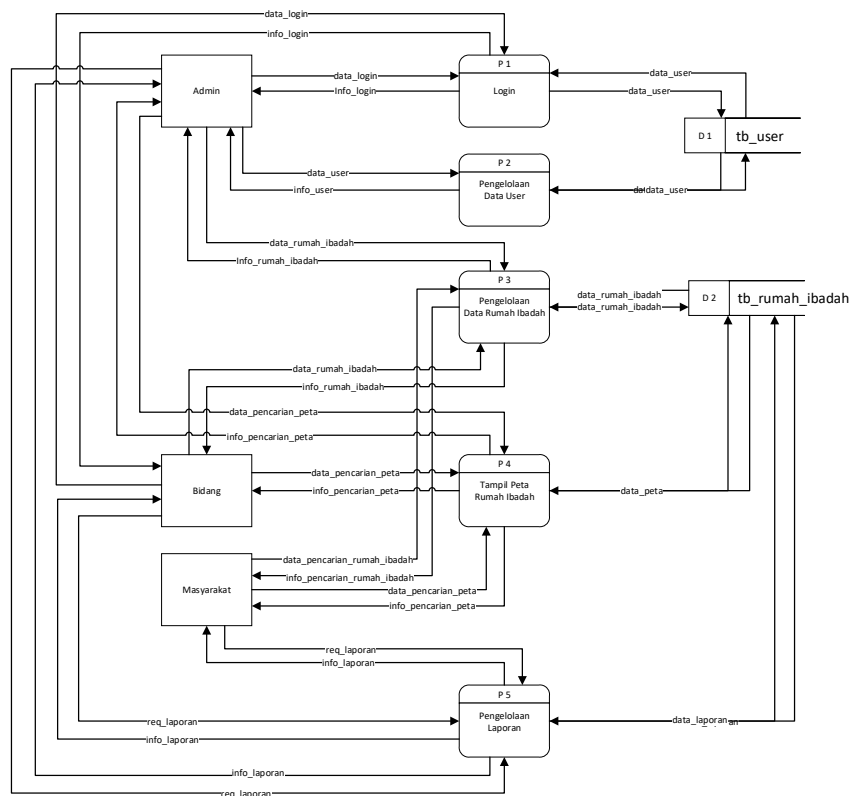 data_login
info_login
P 1
Login
Admin
data_login
Info_login
data_user
data_user
D 1
tb_user
P 2
Pengelolaan
Data User
data_user
info_user
data_user
data_rumah_ibadah
Info_rumah_ibadah
P 3
Pengelolaan
Data Rumah Ibadah
data_rumah_ibadah
data_rumah_ibadah
D 2
tb_rumah_ibadah
data_rumah_ibadah
info_rumah_ibadah
data_pencarian_peta
info_pencarian_peta
P 4
Tampil Peta
Rumah Ibadah
Bidang
data_pencarian_peta
info_pencarian_peta
data_peta
Masyarakat
data_pencarian_rumah_ibadah
info_pencarian_rumah_ibadah
data_pencarian_peta
info_pencarian_peta
req_laporan
info_laporan
P 5
Pengelolaan
Laporan
req_laporan
info_laporan
data_laporan
info_laporan
req_laporan